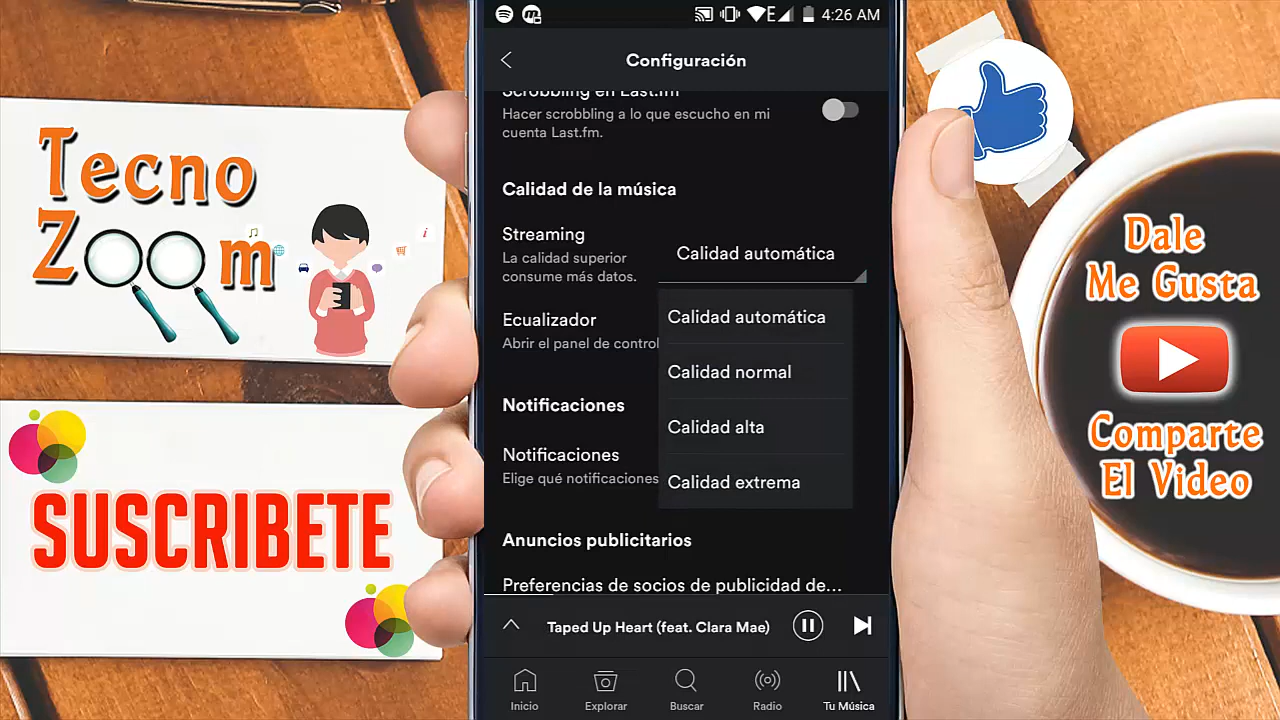 4:26 AM
Configuración
Scrobbling en Last.fm
Hacer scrobbling a lo que escucho en mi
cuenta Last.fm.
Calidad de la música
Streaming
La calidad superior
consume más datos.
Calidad automática
Calidad automática
Calidad normal
Calidad alta
Calidad extrema
Ecualizador
Abrir el panel de control
Notificaciones
Notificaciones
Elige qué notificaciones
Anuncios publicitarios
Preferencias de socios de publicidad de...
Taped Up Heart (feat. Clara Mae)
Inicio
Explorar
Buscar
Radio
Tu Música
Tecno
Zoom
SUSCRIBETE
Dale
Me Gusta
Comparte
El Video